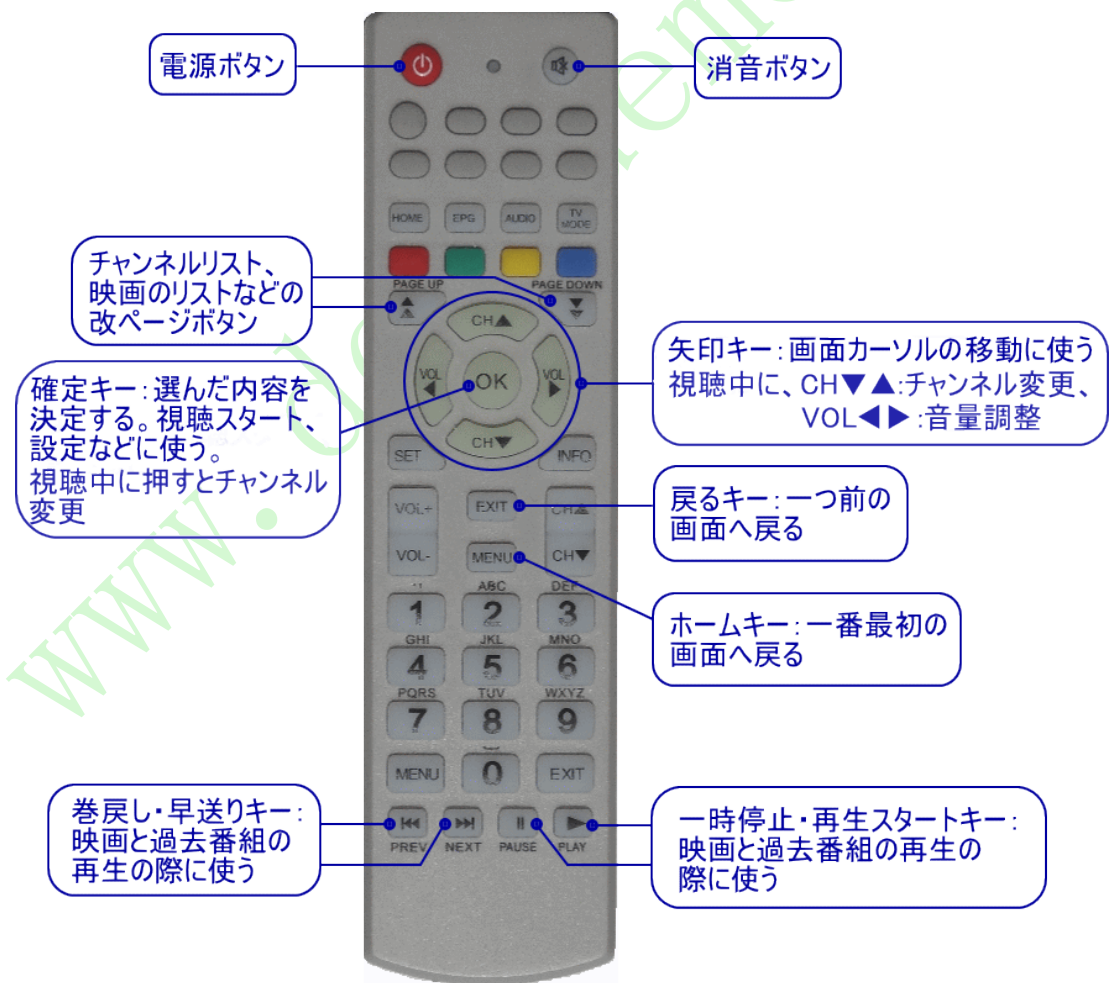 電源ボタン
消音ボタン
HOME EPG AUDIO TV MODE
チャンネルリスト、
映画のリストなどの
改ページボタン
PAGE UP
PAGE DOWN
CH▲
VOL ◀
OK
VOL ▶
CH▼
矢印キー：画面カーソルの移動に使う
視聴中に、CH▼▲:チャンネル変更、
VOL◀▶:音量調整
確定キー：選んだ内容を
決定する。視聴スタート、
設定などに使う。
視聴中に押すとチャンネル
変更
SET
INFO
VOL+
EXIT
CH▲
戻るキー：一つ前の
画面へ戻る
VOL-
MENU
CH▼
ホームキー：一番最初の
画面へ戻る
ABC DEF
1 2 3
GHI JKL MNO
4 5 6
PQRS TUV WXYZ
7 8 9
MENU 0 EXIT
PREV NEXT PAUSE PLAY
巻戻し・早送りキー：
映画と過去番組の
再生の際に使う
一時停止・再生スタートキー：
映画と過去番組の再生の
際に使う
www.